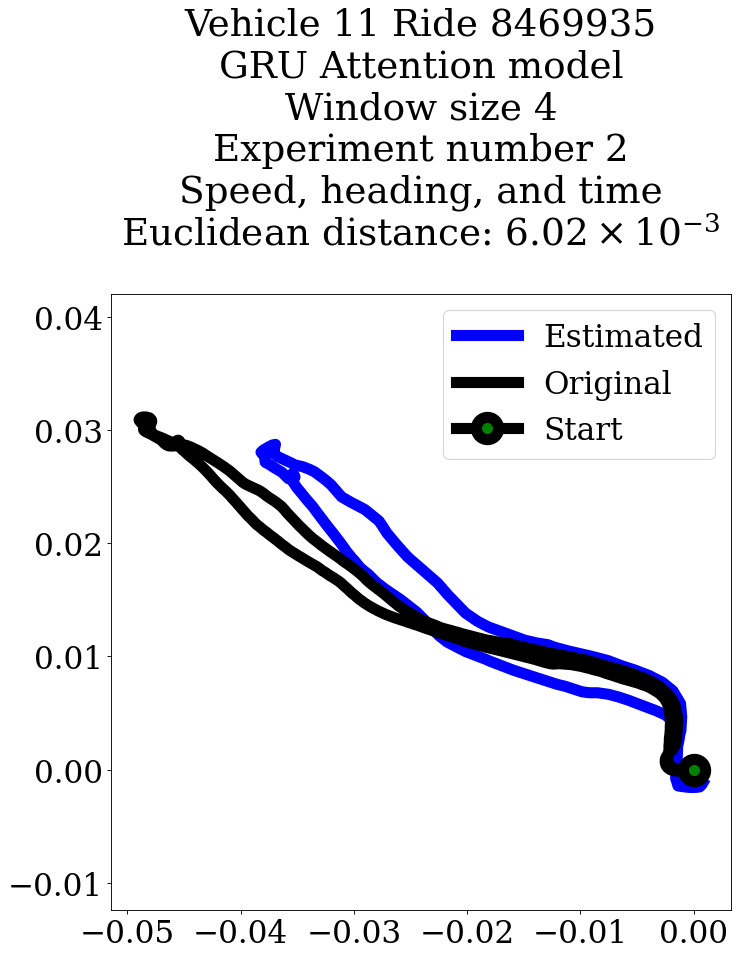 Vehicle 11 Ride 8469935
GRU Attention model
Window size 4
Experiment number 2
Speed, heading, and time
Euclidean distance: 6.02 × 10⁻³
0.04
0.03
0.02
0.01
0.00
−0.01
Estimated
Original
Start
−0.05 −0.04 −0.03 −0.02 −0.01 0.00